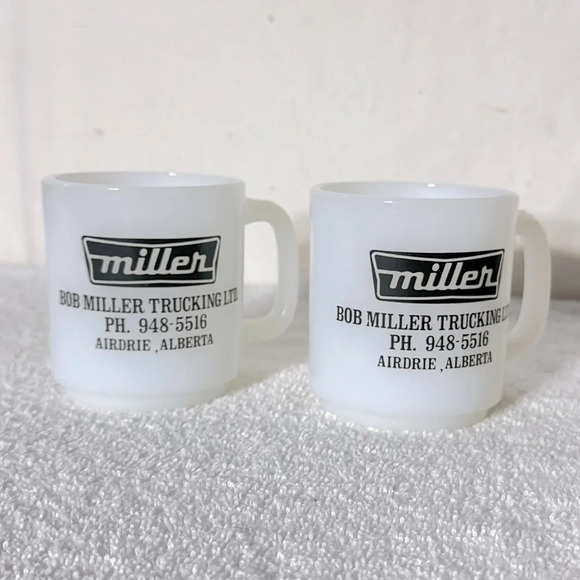 miller
BOB MILLER TRUCKING LTD.
PH. 948-5516
AIRDRIE, ALBERTA
miller
BOB MILLER TRUCKING
PH. 948-5516
AIRDRIE, ALBERTA